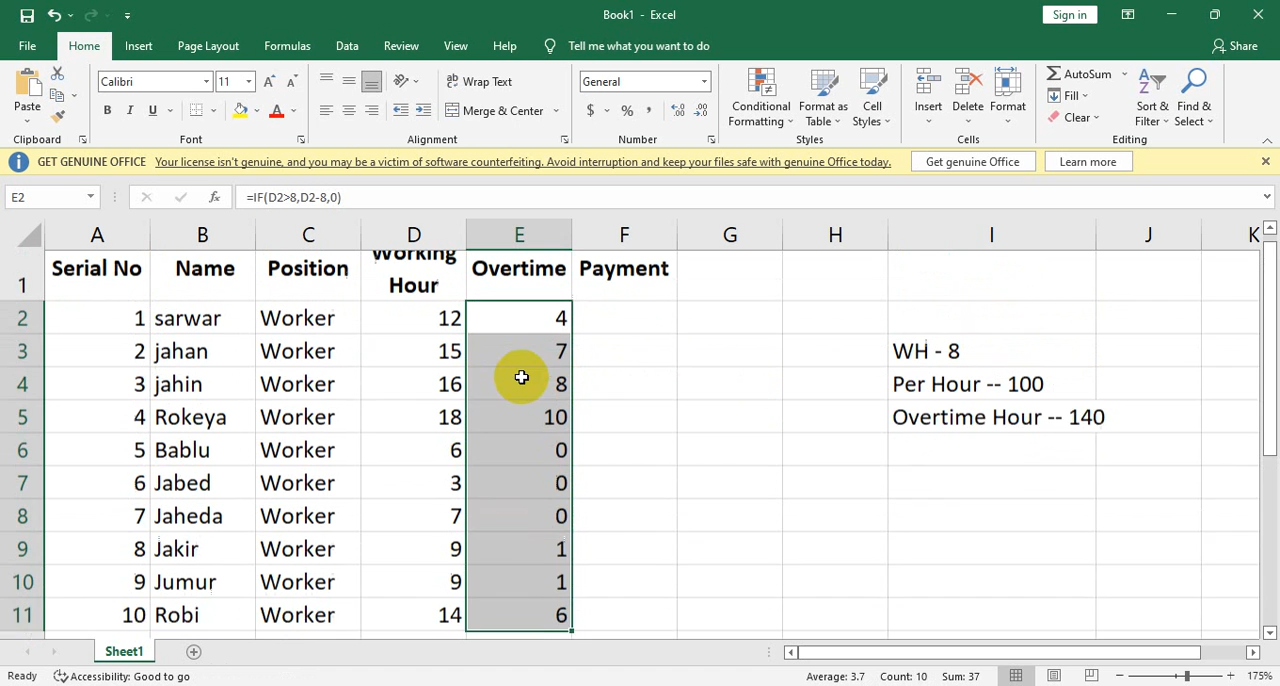 Book1 - Excel
Sign in
File Home Insert Page Layout Formulas Data Review View Help Tell me what you want to do Share
Paste
Clipboard
Calibri 11
B I U A
Font
Wrap Text
Merge & Center
Alignment
General
$ % ,
Number
Conditional Formatting
Format as Table
Cell Styles
Styles
Insert Delete Format
Cells
AutoSum
Fill
Clear
Sort & Filter
Find & Select
Editing
GET GENUINE OFFICE Your license isn't genuine, and you may be a victim of software counterfeiting. Avoid interruption and keep your files safe with genuine Office today. Get genuine Office Learn more
E2 fx =IF(D2>8,D2-8,0)
A B C D E F G H I J K
1 Serial No Name Position Working Hour Overtime Payment
2 1 sarwar Worker 12 4
3 2 jahan Worker 15 7 WH - 8
4 3 jahin Worker 16 8 Per Hour -- 100
5 4 Rokeya Worker 18 10 Overtime Hour -- 140
6 5 Bablu Worker 6 0
7 6 Jabed Worker 3 0
8 7 Jaheda Worker 7 0
9 8 Jakir Worker 9 1
10 9 Jumur Worker 9 1
11 10 Robi Worker 14 6
Sheet1
Ready Accessibility: Good to go Average: 3.7 Count: 10 Sum: 37 175%